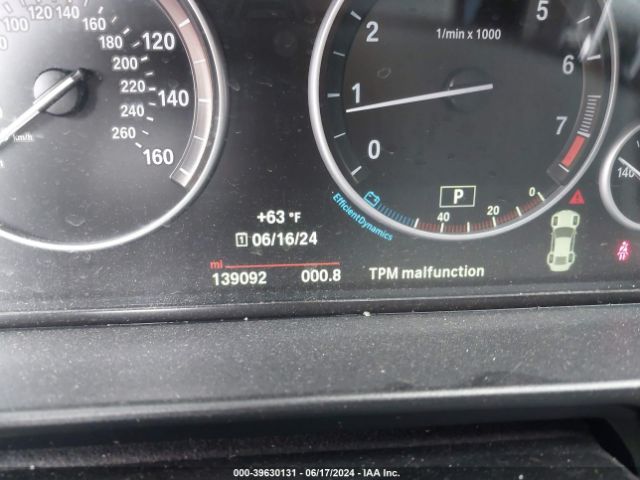 120 140
100 160
180 120
200
220 140
240
260 160
km/h
5
2 1/min x 1000
6
1
7
0
140
P
0
20
40
EfficientDynamics
+63 °F
1 06/16/24
mi
139092 000.8 TPM malfunction
000-39630131 - 06/17/2024 - IAA Inc.